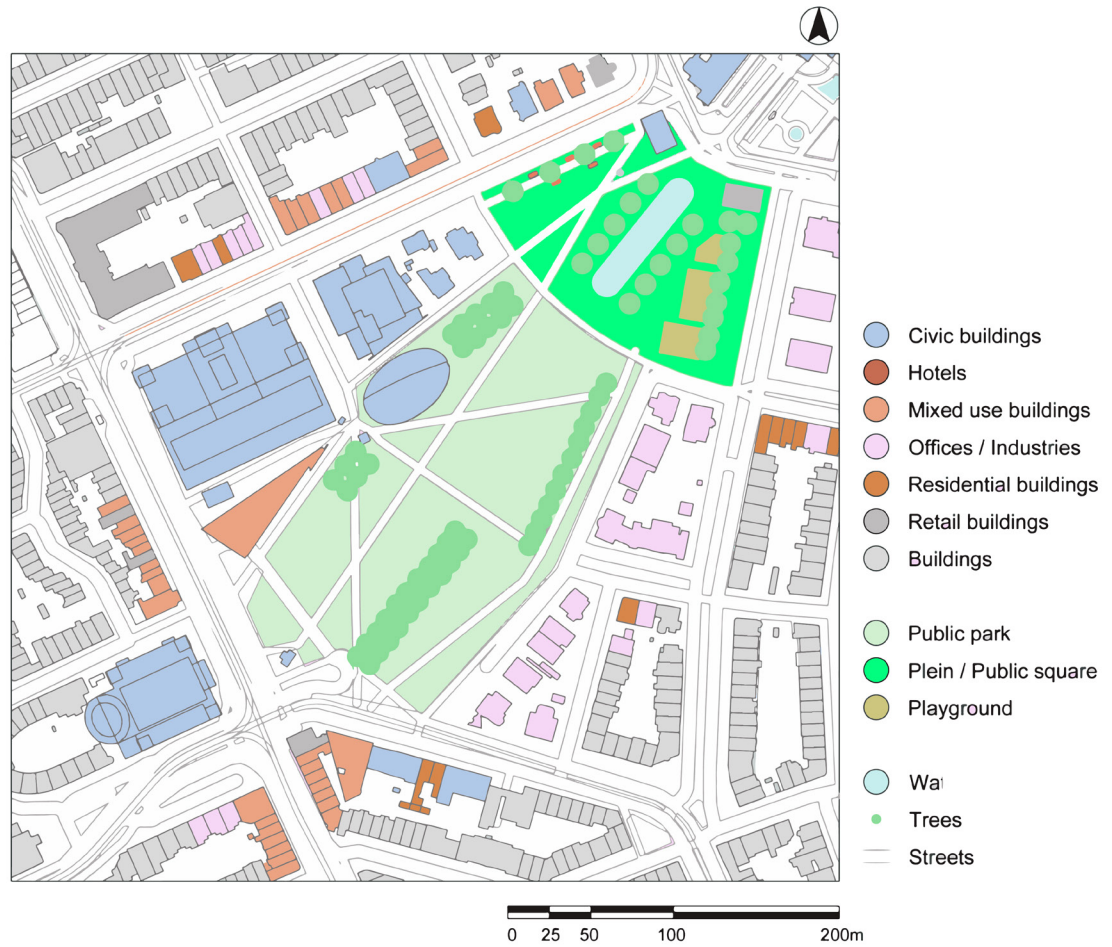 Civic buildings
Hotels
Mixed use buildings
Offices / Industries
Residential buildings
Retail buildings
Buildings
Public park
Plein / Public square
Playground
Wat
Trees
Streets
0 25 50 100 200m